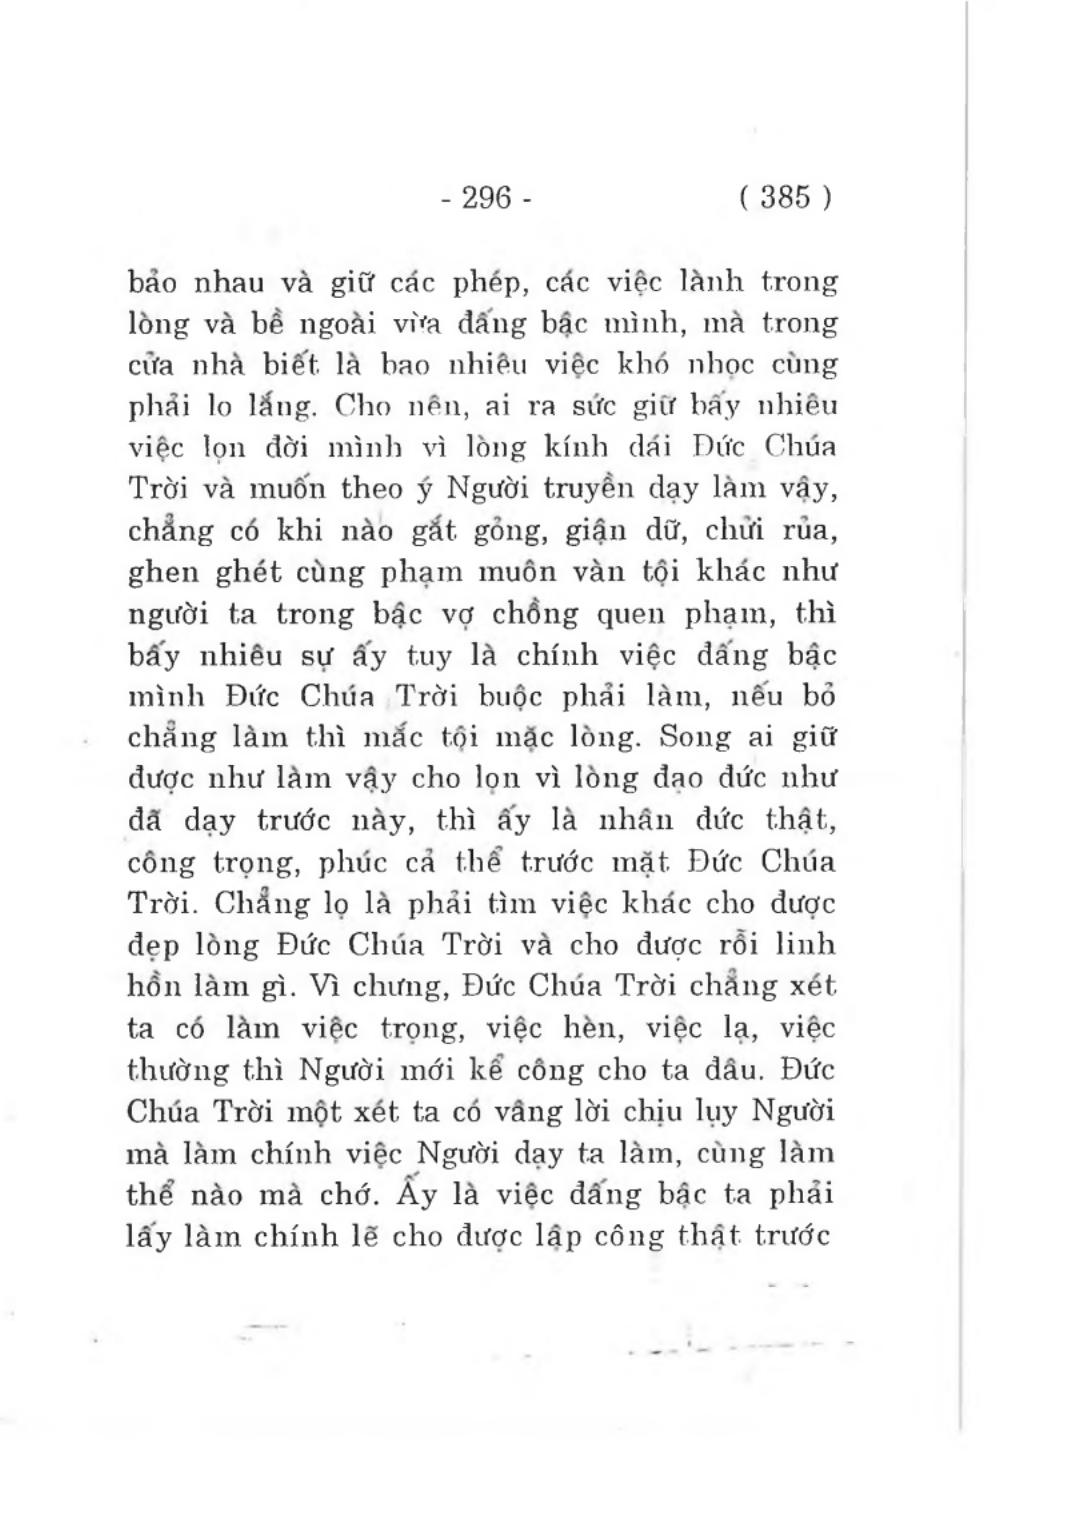 - 296 - ( 385 )
bảo nhau và giữ các phép, các việc lành trong
lòng và bề ngoài vừa đấng bậc mình, mà trong
cửa nhà biết là bao nhiêu việc khó nhọc cùng
phải lo lắng. Cho nên, ai ra sức giữ bấy nhiêu
việc lọn đời mình vì lòng kính dái Đức Chúa
Trời và muốn theo ý Người truyền dạy làm vậy,
chẳng có khi nào gắt gỏng, giận dữ, chửi rủa,
ghen ghét cùng phạm muôn vàn tội khác như
người ta trong bậc vợ chồng quen phạm, thì
bấy nhiêu sự ấy tuy là chính việc đấng bậc
mình Đức Chúa Trời buộc phải làm, nếu bỏ
chẳng làm thì mắc tội mặc lòng. Song ai giữ
được như làm vậy cho lọn vì lòng đạo đức như
đã dạy trước này, thì ấy là nhân đức thật,
công trọng, phúc cả thể trước mặt Đức Chúa
Trời. Chẳng lọ là phải tìm việc khác cho được
đẹp lòng Đức Chúa Trời và cho được rỗi linh
hồn làm gì. Vì chưng, Đức Chúa Trời chẳng xét
ta có làm việc trọng, việc hèn, việc lạ, việc
thường thì Người mới kể công cho ta đâu. Đức
Chúa Trời một xét ta có vâng lời chịu lụy Người
mà làm chính việc Người dạy ta làm, cùng làm
thể nào mà chớ. Ấy là việc đấng bậc ta phải
lấy làm chính lẽ cho được lập công thật trước